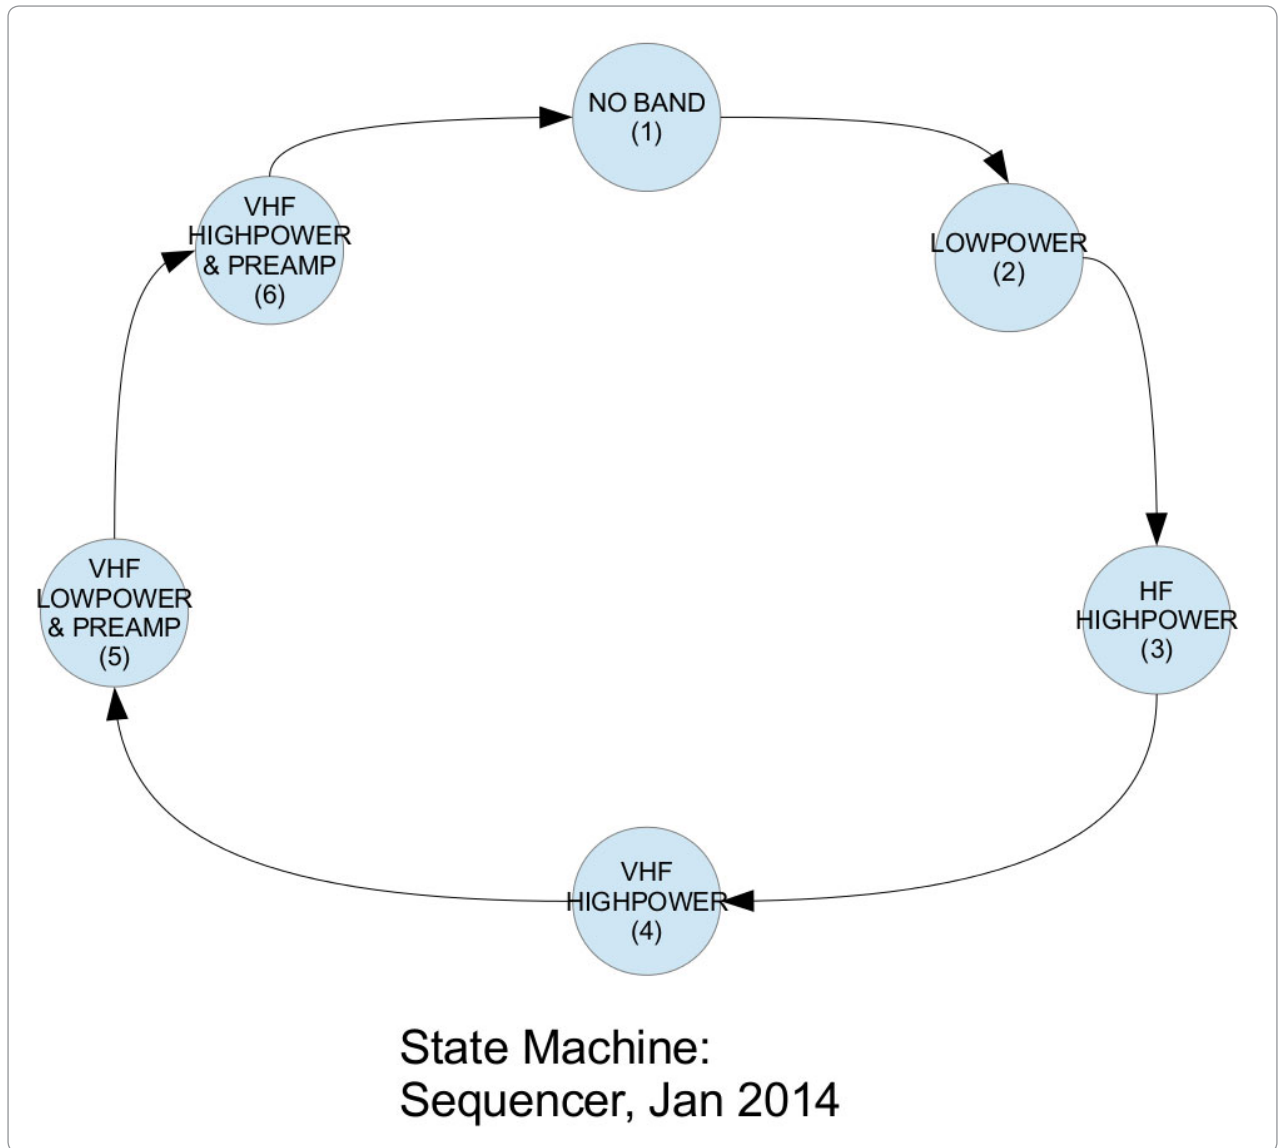 NO BAND
(1)
LOWPOWER
(2)
HF
HIGHPOWER
(3)
VHF
HIGHPOWER
(4)
VHF
LOWPOWER
& PREAMP
(5)
VHF
HIGHPOWER
& PREAMP
(6)
State Machine:
Sequencer, Jan 2014